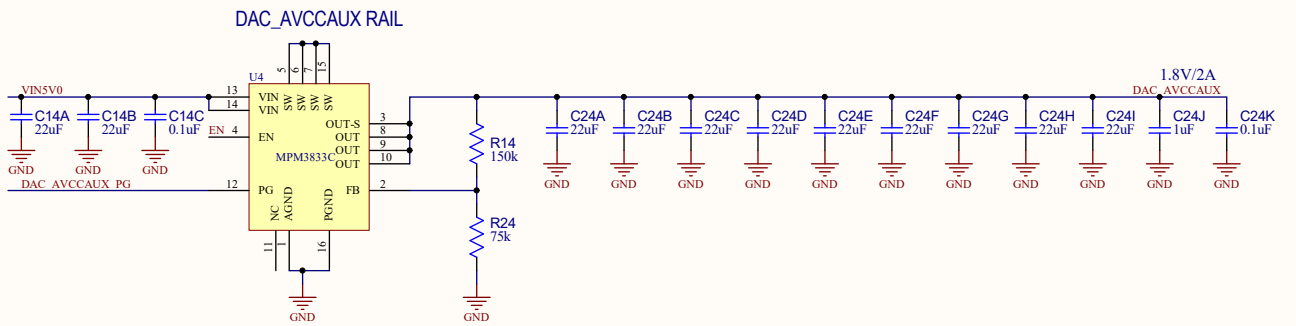 DAC_AVCCAUX RAIL
U4
5
6
7
15
SW
SW
SW
SW
VIN5V0
13
VIN
14
VIN
EN
4
EN
DAC_AVCCAUX_PG
12
PG
MPM3833C
OUT-S
3
OUT
8
OUT
9
OUT
10
FB
2
NC
AGND
PGND
11
1
16
GND
C14A
22uF
GND
C14B
22uF
GND
C14C
0.1uF
GND
R14
150k
R24
75k
GND
C24A
22uF
GND
C24B
22uF
GND
C24C
22uF
GND
C24D
22uF
GND
C24E
22uF
GND
C24F
22uF
GND
C24G
22uF
GND
C24H
22uF
GND
C24I
22uF
GND
1.8V/2A
DAC_AVCCAUX
C24J
1uF
GND
C24K
0.1uF
GND